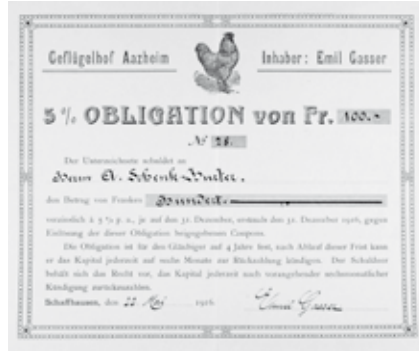 Geflügelhof Aazheim Inhaber: Emil Gasser
5% OBLIGATION von Fr. 100.-
No 28.
Der Unterzeichnete schuldet an
Herrn A. Schenk-
den Betrag von Franken Hundert.
verzinslich à 5% p. a., je auf den 31. Dezember, erstmals den 31. Dezember 1916, gegen
Einlösung der dieser Obligation beigegebenen Coupons.
Die Obligation ist für den Gläubiger auf 4 Jahre fest, nach Ablauf dieser Frist kann
er das Kapital jederzeit auf sechs Monate zur Rückzahlung kündigen. Der Schuldner
behält sich das Recht vor, das Kapital jederzeit nach vorangehender sechsmonatlicher
Kündigung zurückzuzahlen.
Schaffhausen, den 22 Mai 1916. Emil Gasser